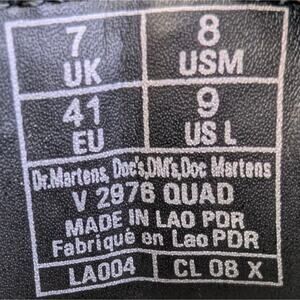 7 8
UK USM
41 9
EU US L
Dr.Martens, Doc's,DM's,Doc Martens
V 2976 QUAD
MADE IN LAO PDR
Fabriqué en Lao PDR
LA004 CL 08 X